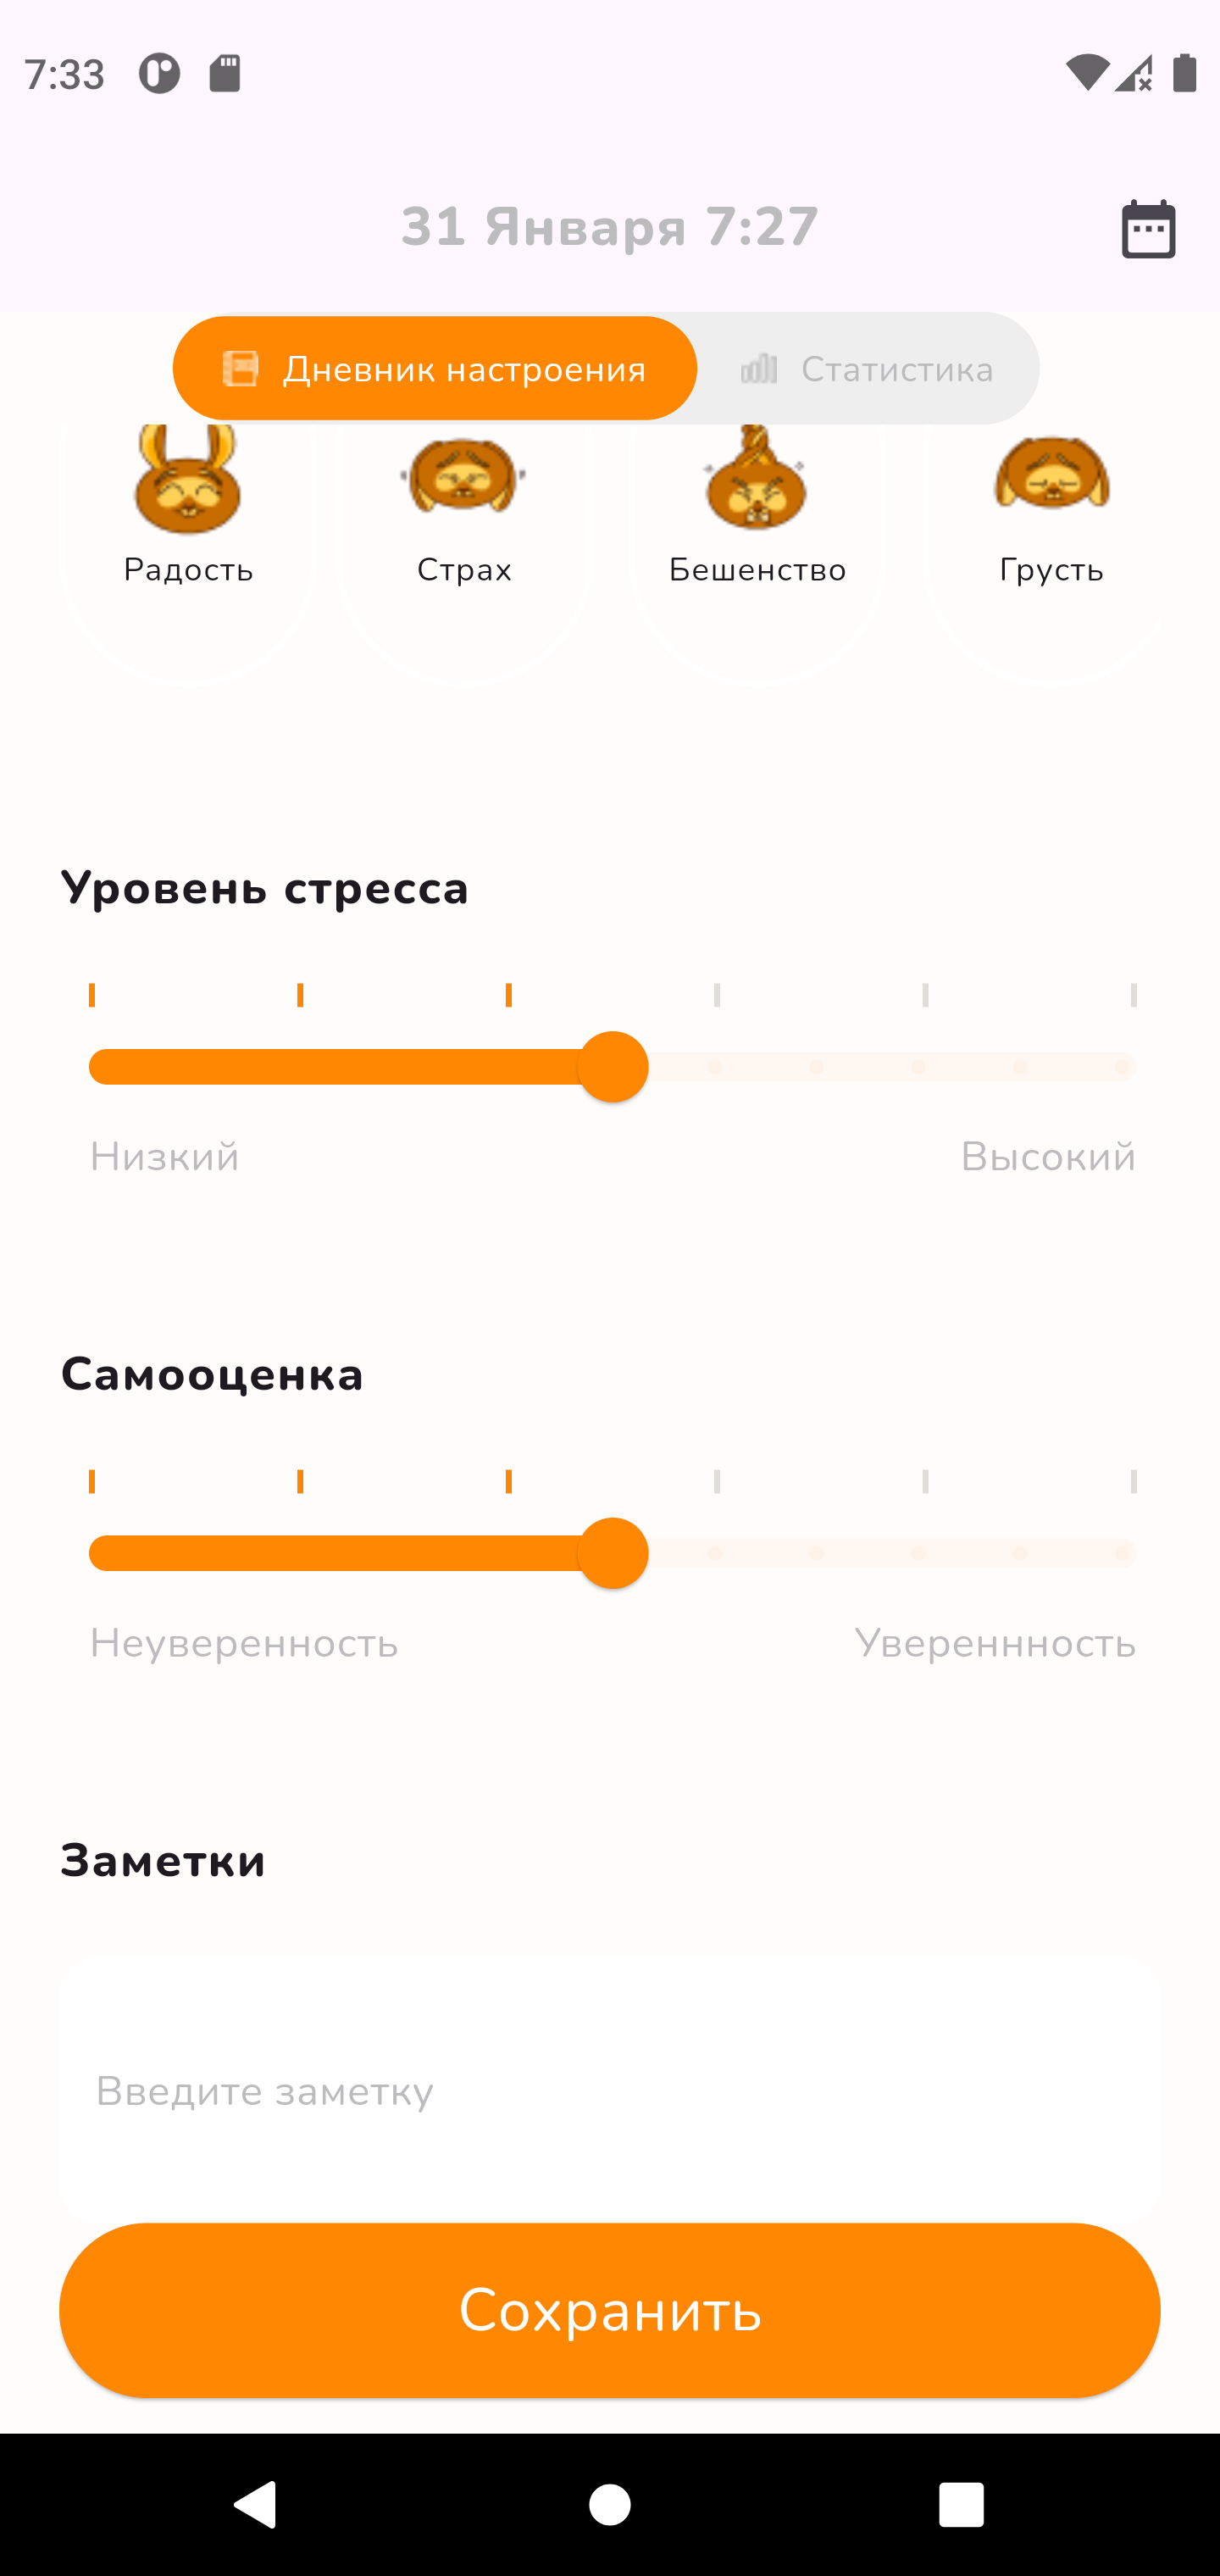 7:33
31 Января 7:27
Дневник настроения
Статистика
Радость
Страх
Бешенство
Грусть
Уровень стресса
Низкий
Высокий
Самооценка
Неуверенность
Увереннность
Заметки
Введите заметку
Сохранить